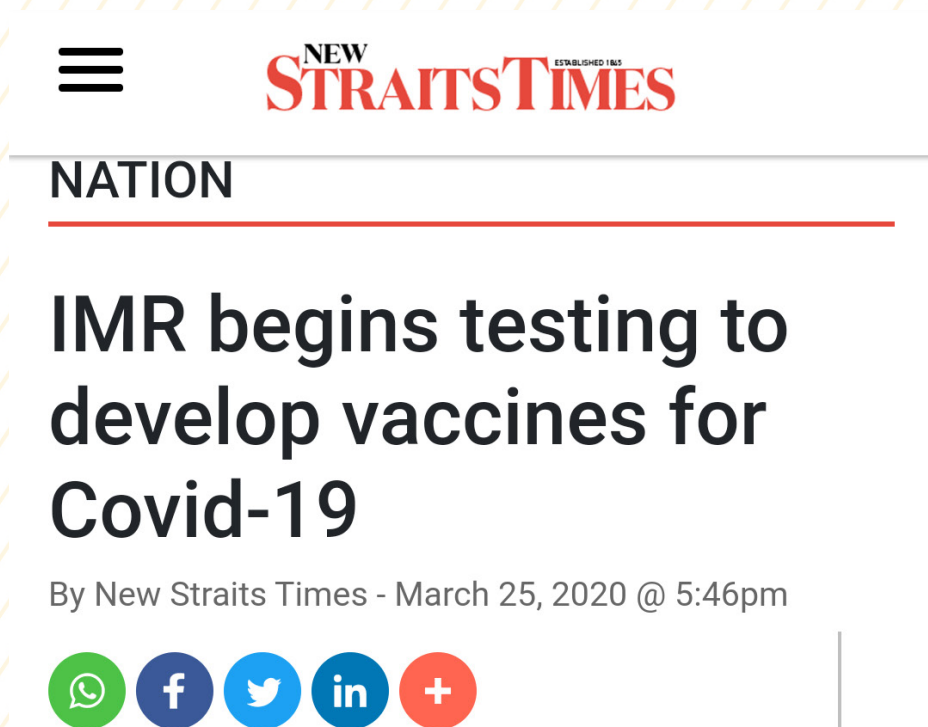 NEW
STRAITS TIMES
ESTABLISHED 1845
NATION
IMR begins testing to
develop vaccines for
Covid-19
By New Straits Times - March 25, 2020 @ 5:46pm